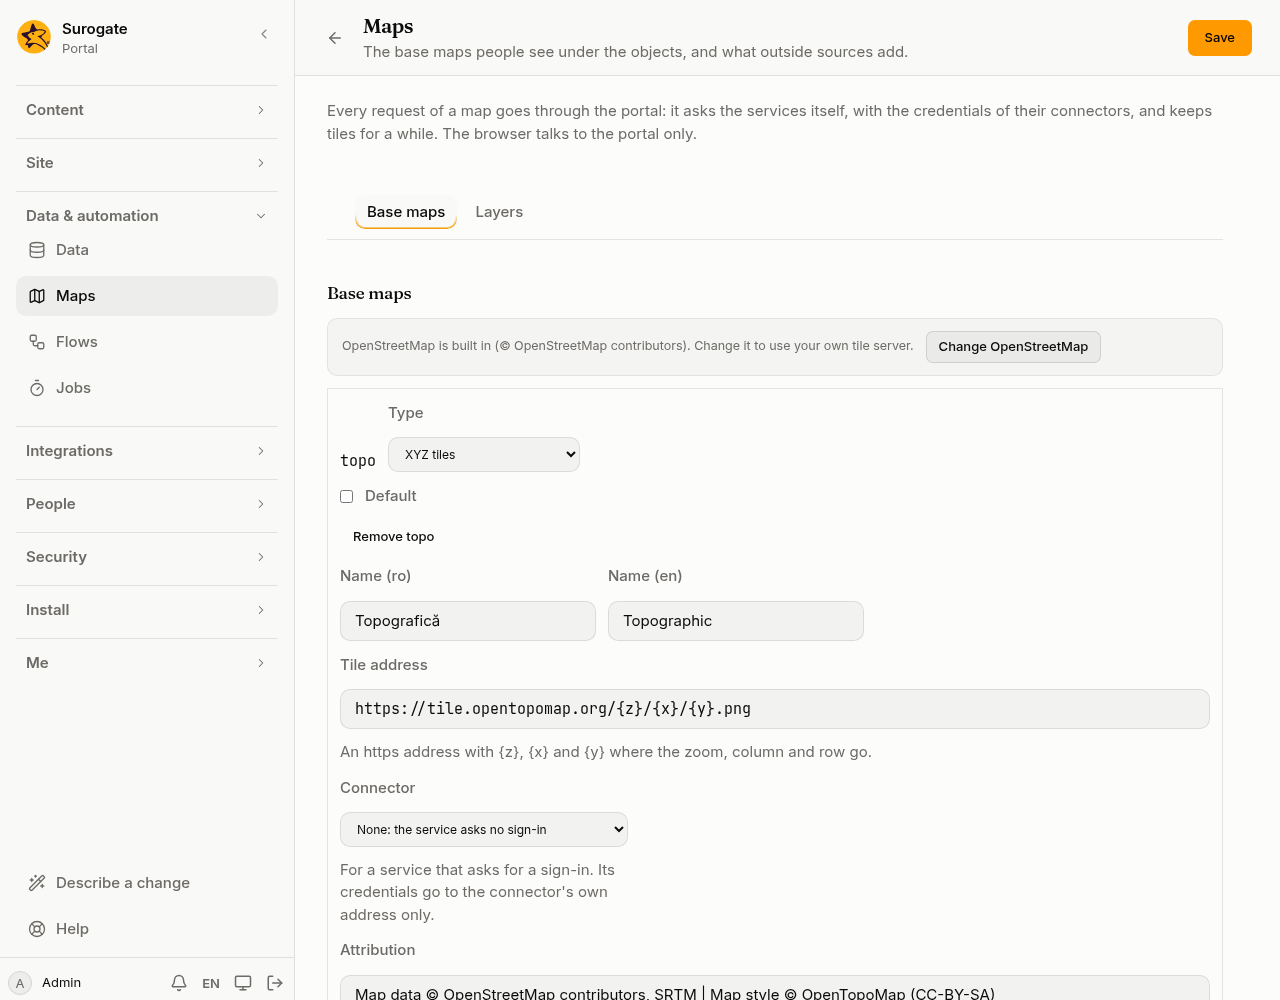 Surogate
Portal
Content
Site
Data & automation
Data
Maps
Flows
Jobs
Integrations
People
Security
Install
Me
Describe a change
Help
A
Admin
EN
Maps
The base maps people see under the objects, and what outside sources add.
Save
Every request of a map goes through the portal: it asks the services itself, with the credentials of their connectors, and keeps
tiles for a while. The browser talks to the portal only.
Base maps
Layers
Base maps
OpenStreetMap is built in (© OpenStreetMap contributors). Change it to use your own tile server.
Change OpenStreetMap
Type
topo
XYZ tiles
Default
Remove topo
Name (ro)
Name (en)
Topografică
Topographic
Tile address
https://tile.opentopomap.org/{z}/{x}/{y}.png
An https address with {z}, {x} and {y} where the zoom, column and row go.
Connector
None: the service asks no sign-in
For a service that asks for a sign-in. Its
credentials go to the connector's own
address only.
Attribution
Map data © OpenStreetMap contributors, SRTM | Map style © OpenTopoMap (CC-BY-SA)